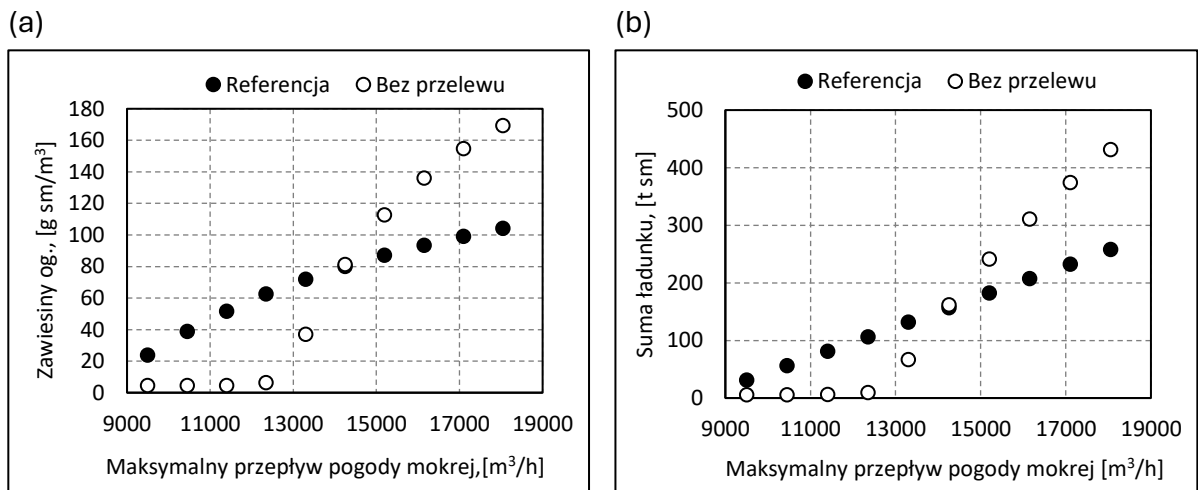 (a)
Referencja Bez przelewu
180
160
140
120
100
80
60
40
20
0
9000 11000 13000 15000 17000 19000
Zawiesiny og., [g sm/m³]
Maksymalny przepływ pogody mokrej,[m³/h]
(b)
Referencja Bez przelewu
500
400
300
200
100
0
9000 11000 13000 15000 17000 19000
Suma ładunku, [t sm]
Maksymalny przepływ pogody mokrej [m³/h]